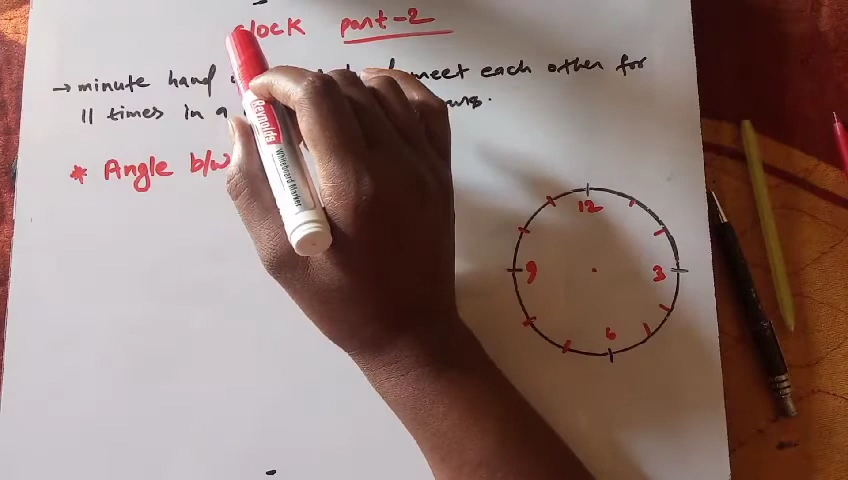 clock part-2
→ minute hand meet each other for
11 times in a
* Angle b/w
Reynolds
Whiteboard Marker
12
9
3
6